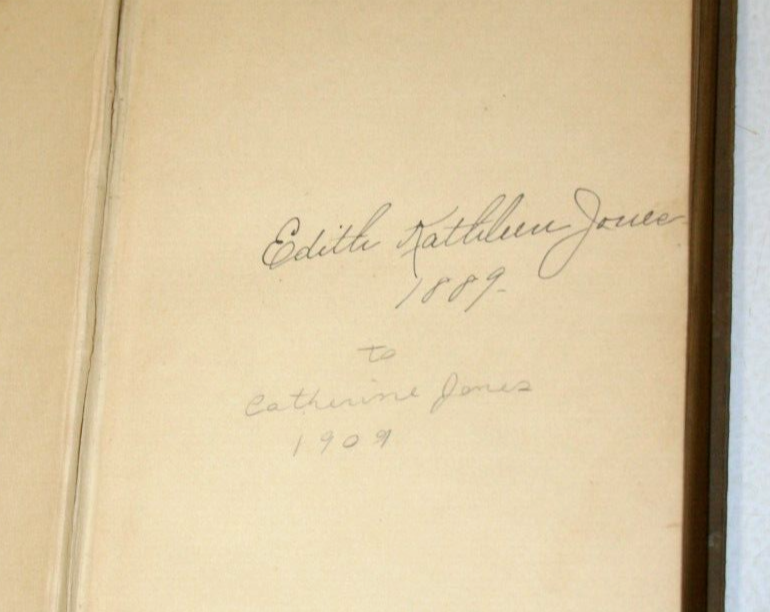 Edith Kathleen Jones
1889.
to
Catherine Jones
1909